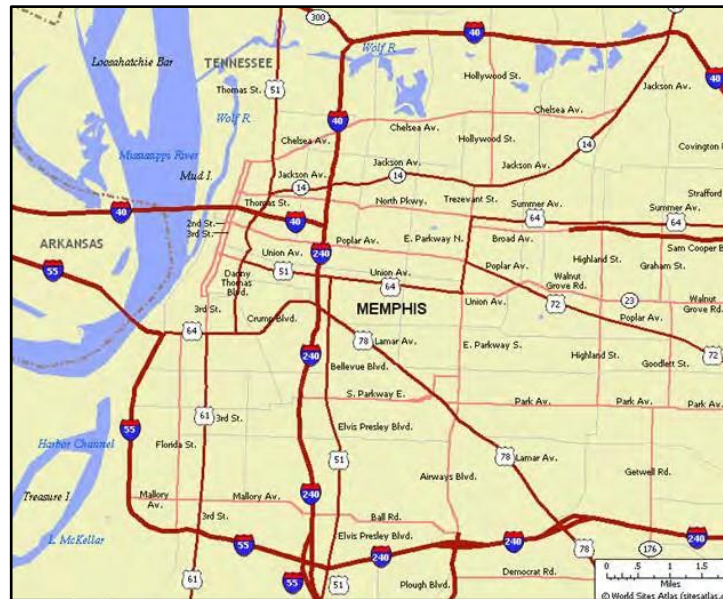 300
40
Loosahatchie Bar
TENNESSEE
Wolf R.
Hollywood St.
Jackson Av.
40
Thomas St.
51
Wolf R.
40
Chelsea Av.
Chelsea Av.
Chelsea Av.
Hollywood St.
14
Covington
Mississippi River
Mud I.
Jackson Av.
Jackson Av.
Jackson Av.
14
14
Strafford
Thomas St.
North Pkwy.
Trezevant St.
Summer Av.
Summer Av.
40
40
64
64
2nd St.
3rd St.
ARKANSAS
240
Poplar Av.
E. Parkway N.
Broad Av.
Highland St.
Sam Cooper B
55
Union Av.
51
Union Av.
64
Poplar Av.
Walnut Grove Rd.
Graham St.
Danny Thomas Blvd.
Union Av.
23
Walnut Grove Rd.
72
Poplar Av.
3rd St.
MEMPHIS
64
Crump Blvd.
78
Lamar Av.
E. Parkway S.
Highland St.
Goodlett St.
72
240
Bellevue Blvd.
S. Parkway E.
Park Av.
Park Av.
55
61
3rd St.
Elvis Presley Blvd.
Harbor Channel
Florida St.
51
78
Lamar Av.
Treasure I.
Airways Blvd.
Getwell Rd.
Mallory Av.
Mallory Av.
240
3rd St.
Ball Rd.
55
Elvis Presley Blvd.
240
240
240
L. McKellar
78
176
61
55
51
Plough Blvd.
Democrat Rd.
0 .5 1 1.5
Miles
© World Sites Atlas (sitesatlas.